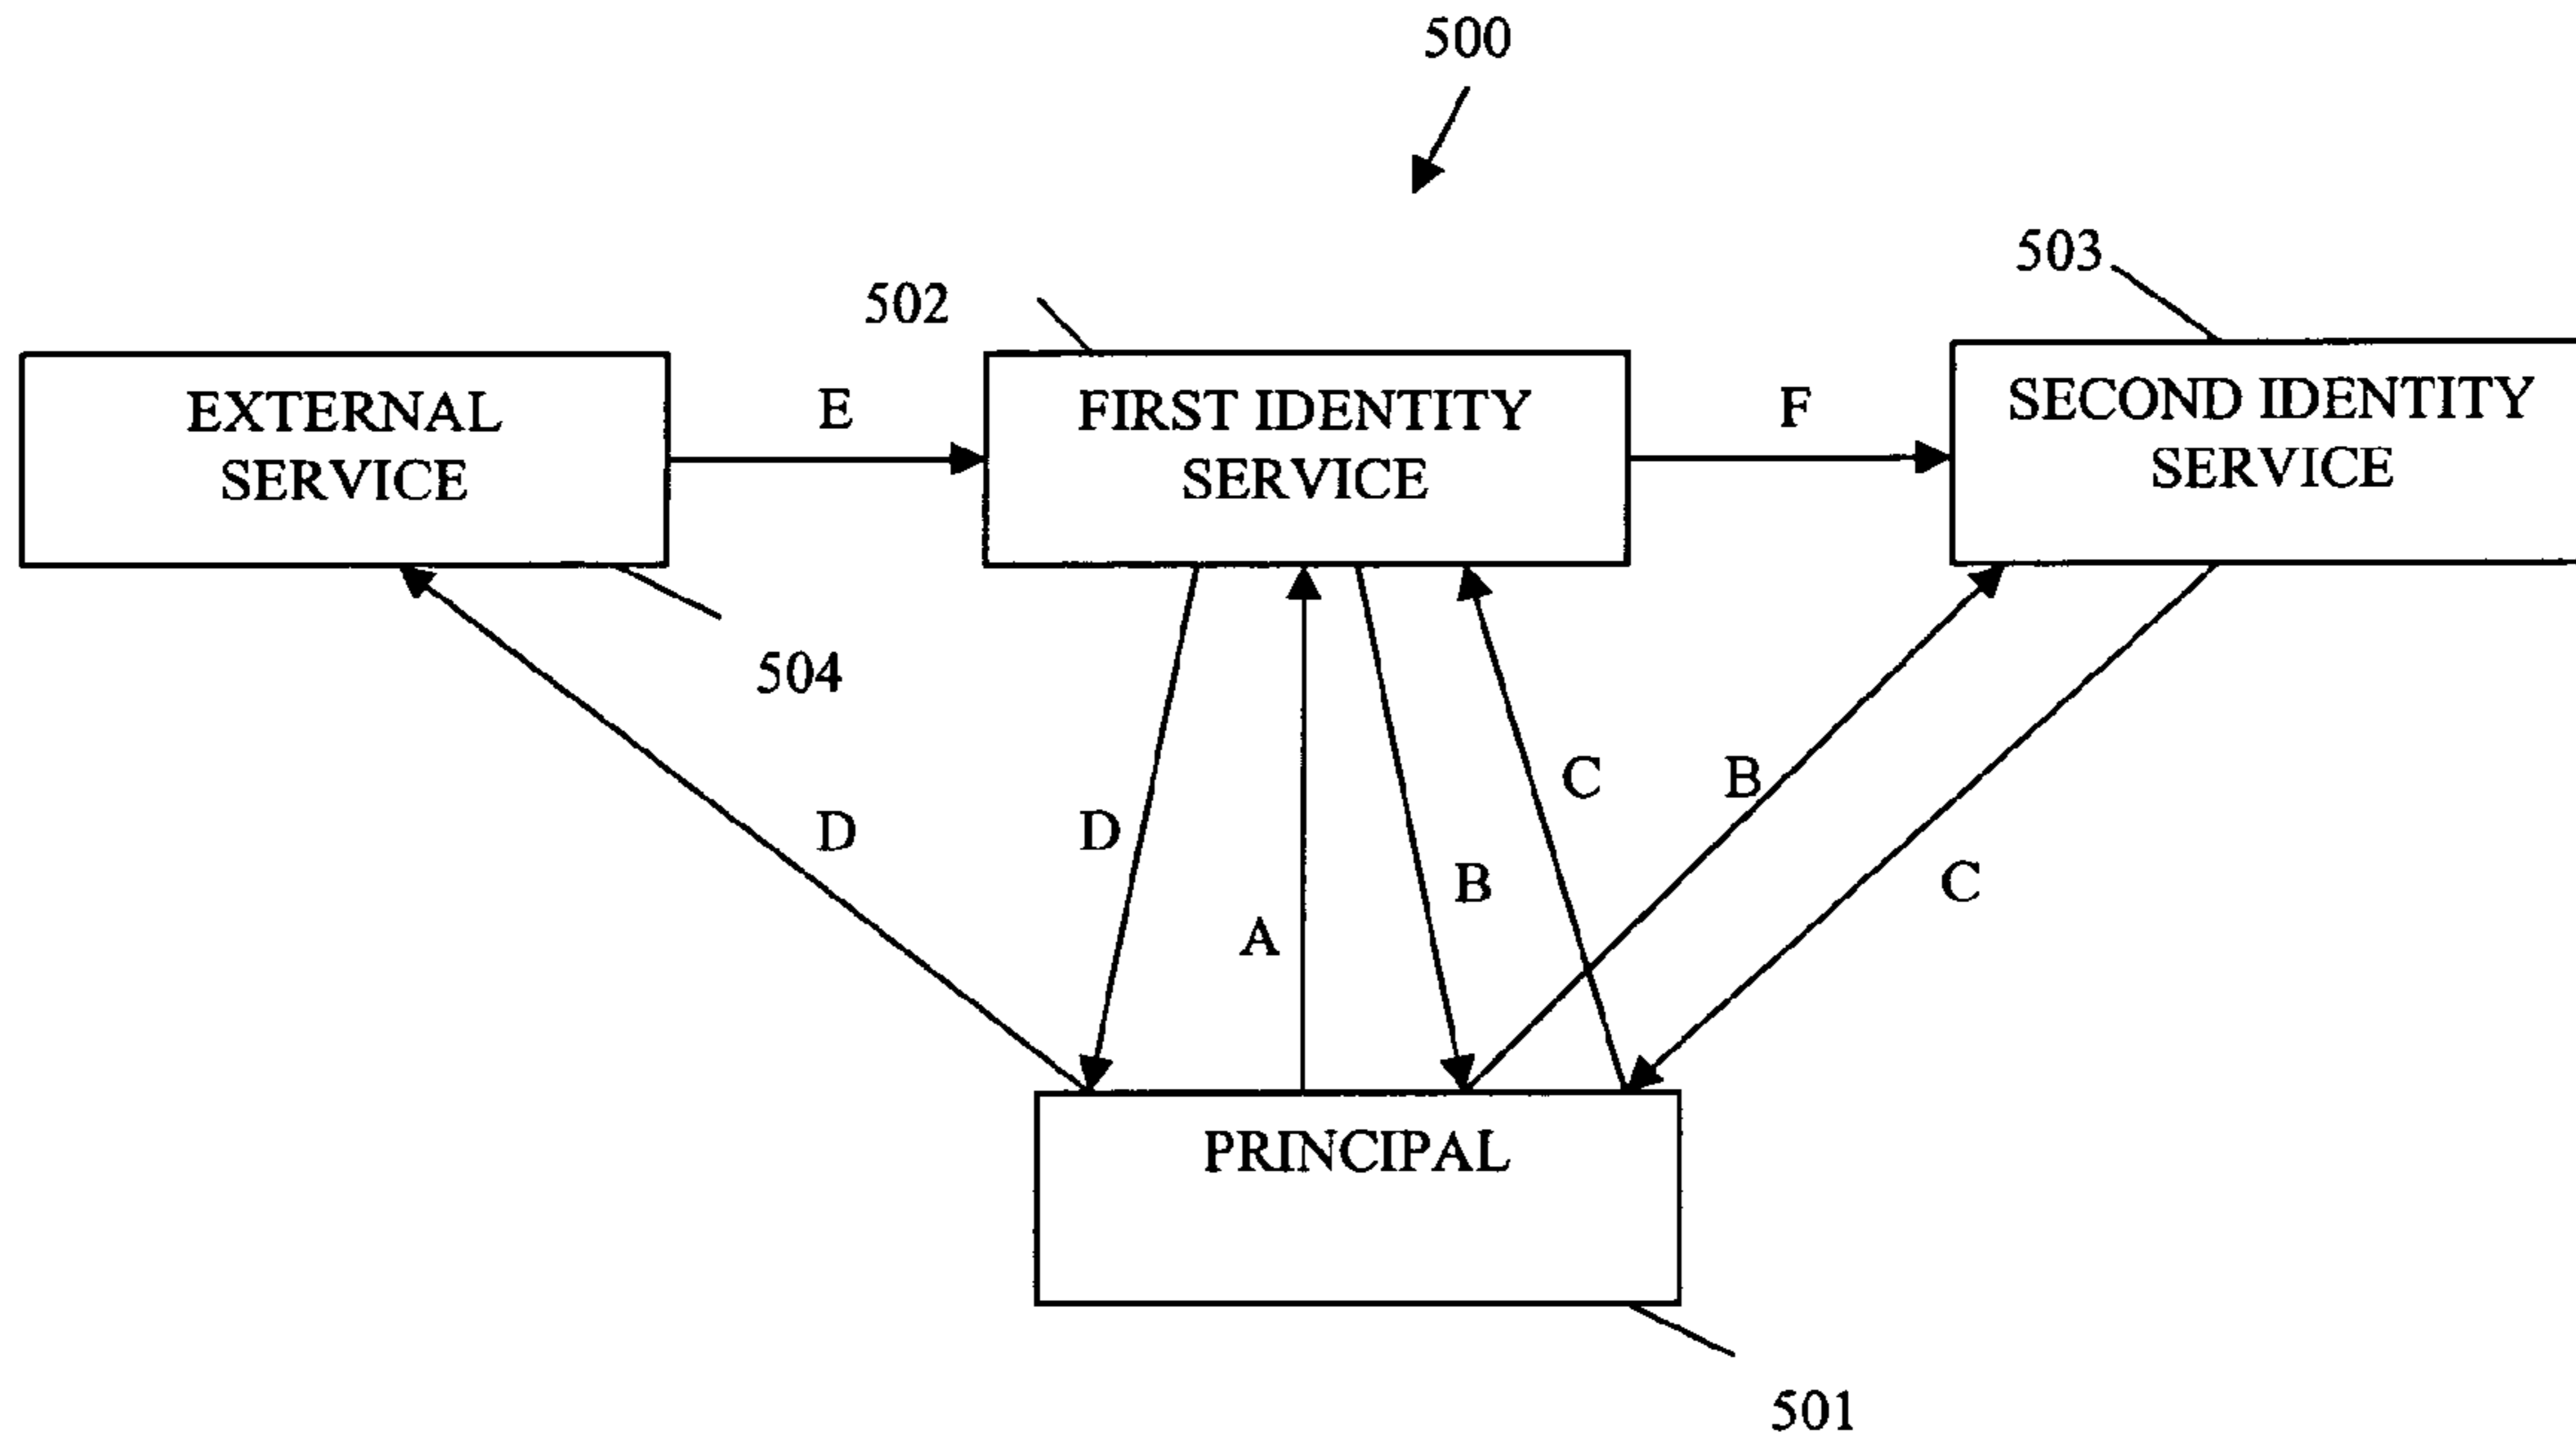 500
503
502
EXTERNAL
SERVICE
E
FIRST IDENTITY
SERVICE
F
SECOND IDENTITY
SERVICE
504
D
D
A
B
C
B
C
PRINCIPAL
501